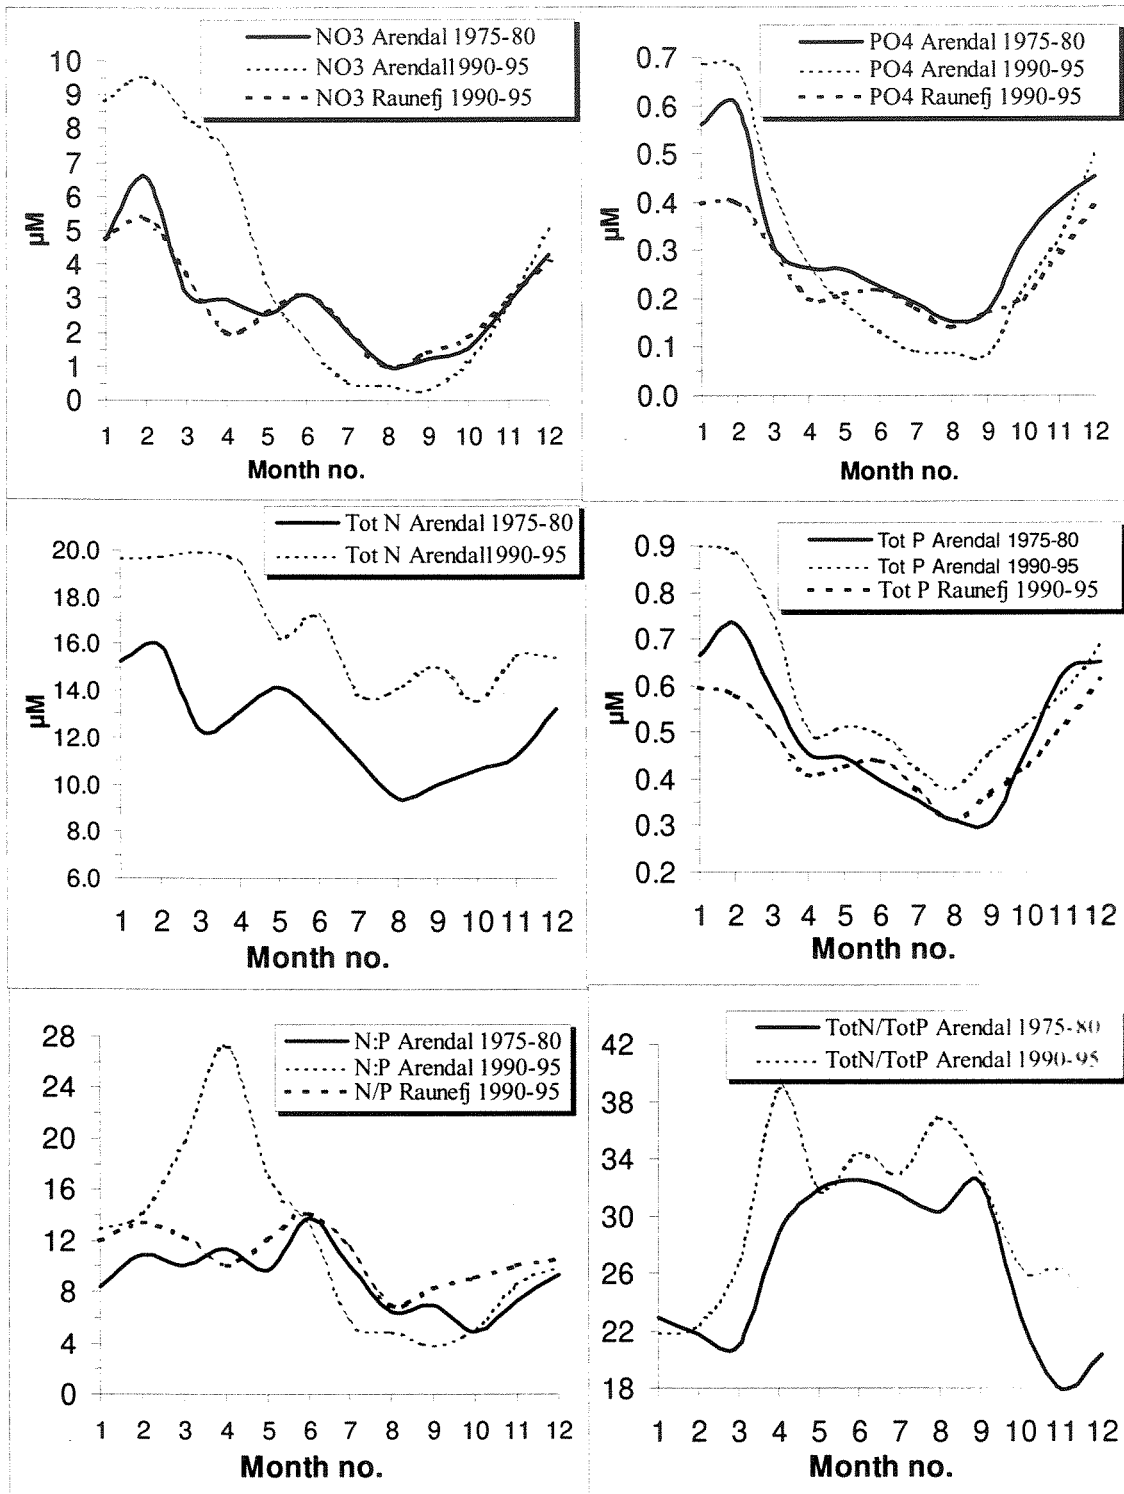 NO3 Arendal 1975-80
NO3 Arendall1990-95
NO3 Raunefj 1990-95
10
9
8
7
6
5
4
3
2
1
0
µM
1 2 3 4 5 6 7 8 9 10 11 12
Month no.
PO4 Arendal 1975-80
PO4 Arendal 1990-95
PO4 Raunefj 1990-95
0.7
0.6
0.5
0.4
0.3
0.2
0.1
0.0
µM
1 2 3 4 5 6 7 8 9 10 11 12
Month no.
Tot N Arendal 1975-80
Tot N Arendall1990-95
20.0
18.0
16.0
14.0
12.0
10.0
8.0
6.0
µM
1 2 3 4 5 6 7 8 9 10 11 12
Month no.
Tot P Arendal 1975-80
Tot P Arendal 1990-95
Tot P Raunefj 1990-95
0.9
0.8
0.7
0.6
0.5
0.4
0.3
0.2
µM
1 2 3 4 5 6 7 8 9 10 11 12
Month no.
N:P Arendal 1975-80
N:P Arendal 1990-95
N/P Raunefj 1990-95
28
24
20
16
12
8
4
0
1 2 3 4 5 6 7 8 9 10 11 12
Month no.
TotN/TotP Arendal 1975-80
TotN/TotP Arendal 1990-95
42
38
34
30
26
22
18
1 2 3 4 5 6 7 8 9 10 11 12
Month no.